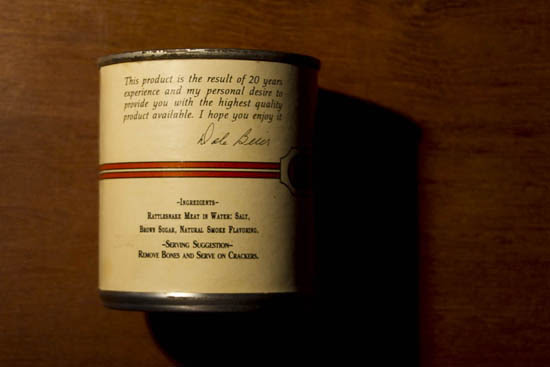 This product is the result of 20 years
experience and my personal desire to
provide you with the highest quality
product available. I hope you enjoy it
Dale Beier
-Ingredients-
Rattlesnake Meat in Water: Salt,
Brown Sugar, Natural Smoke Flavoring.
-Serving Suggestion-
Remove Bones and Serve on Crackers.